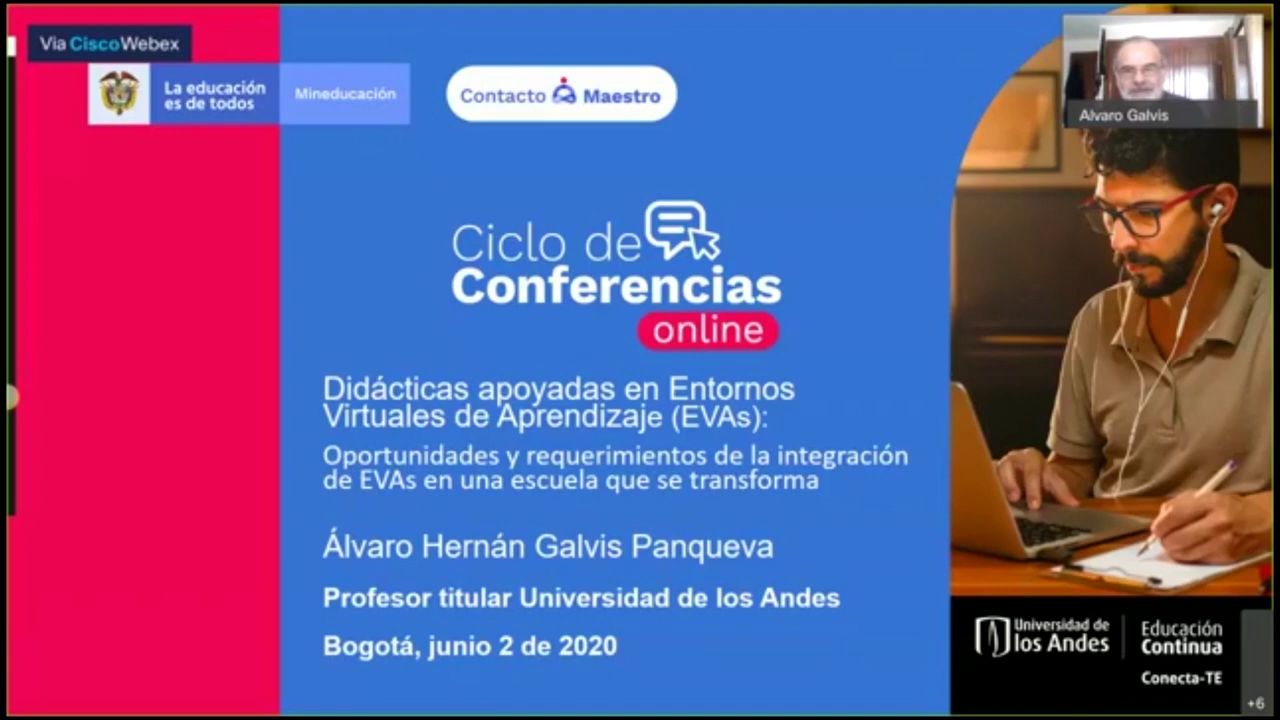 Via CiscoWebex
La educación
es de todos
Mineducación
Contacto Maestro
Alvaro Galvis
Ciclo de
Conferencias
online
Didácticas apoyadas en Entornos
Virtuales de Aprendizaje (EVAs):
Oportunidades y requerimientos de la integración
de EVAs en una escuela que se transforma
Álvaro Hernán Galvis Panqueva
Profesor titular Universidad de los Andes
Bogotá, junio 2 de 2020
Universidad de
los Andes
Educación
Continua
Conecta-TE
+6